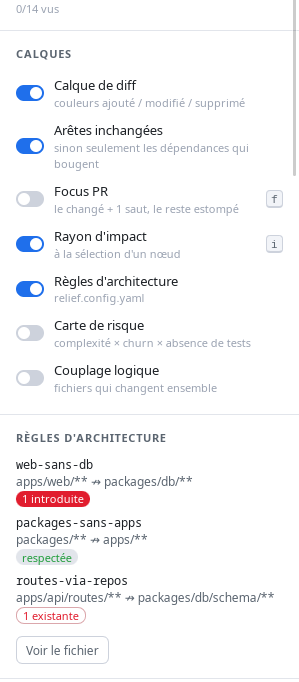 0/14 vus
CALQUES
Calque de diff
couleurs ajouté / modifié / supprimé
Arêtes inchangées
sinon seulement les dépendances qui
bougent
Focus PR
f
le changé + 1 saut, le reste estompé
Rayon d'impact
i
à la sélection d'un nœud
Règles d'architecture
relief.config.yaml
Carte de risque
complexité × churn × absence de tests
Couplage logique
fichiers qui changent ensemble
RÈGLES D'ARCHITECTURE
web-sans-db
apps/web/** ↛ packages/db/**
1 introduite
packages-sans-apps
packages/** ↛ apps/**
respectée
routes-via-repos
apps/api/routes/** ↛ packages/db/schema/**
1 existante
Voir le fichier